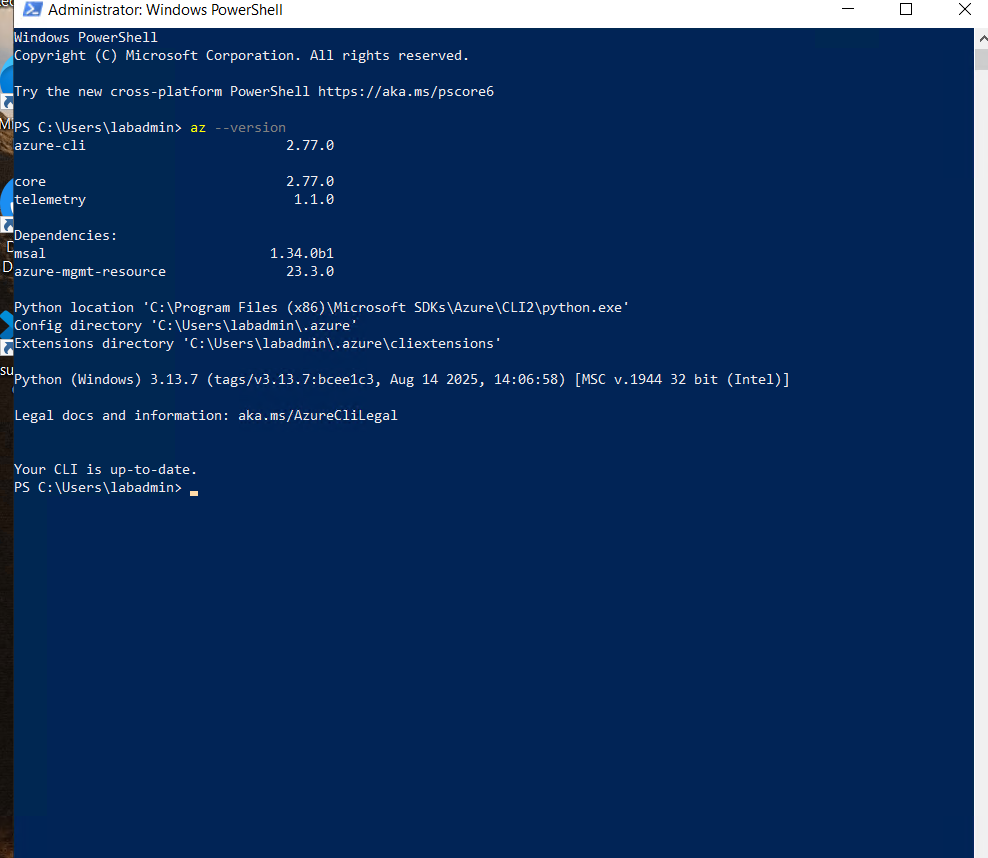 Administrator: Windows PowerShell
Windows PowerShell
Copyright (C) Microsoft Corporation. All rights reserved.
Try the new cross-platform PowerShell https://aka.ms/pscore6
PS C:\Users\labadmin> az --version
azure-cli                         2.77.0
core                              2.77.0
telemetry                          1.1.0
Dependencies:
msal                            1.34.0b1
azure-mgmt-resource               23.3.0
Python location 'C:\Program Files (x86)\Microsoft SDKs\Azure\CLI2\python.exe'
Config directory 'C:\Users\labadmin\.azure'
Extensions directory 'C:\Users\labadmin\.azure\cliextensions'
Python (Windows) 3.13.7 (tags/v3.13.7:bcee1c3, Aug 14 2025, 14:06:58) [MSC v.1944 32 bit (Intel)]
Legal docs and information: aka.ms/AzureCliLegal
Your CLI is up-to-date.
PS C:\Users\labadmin>